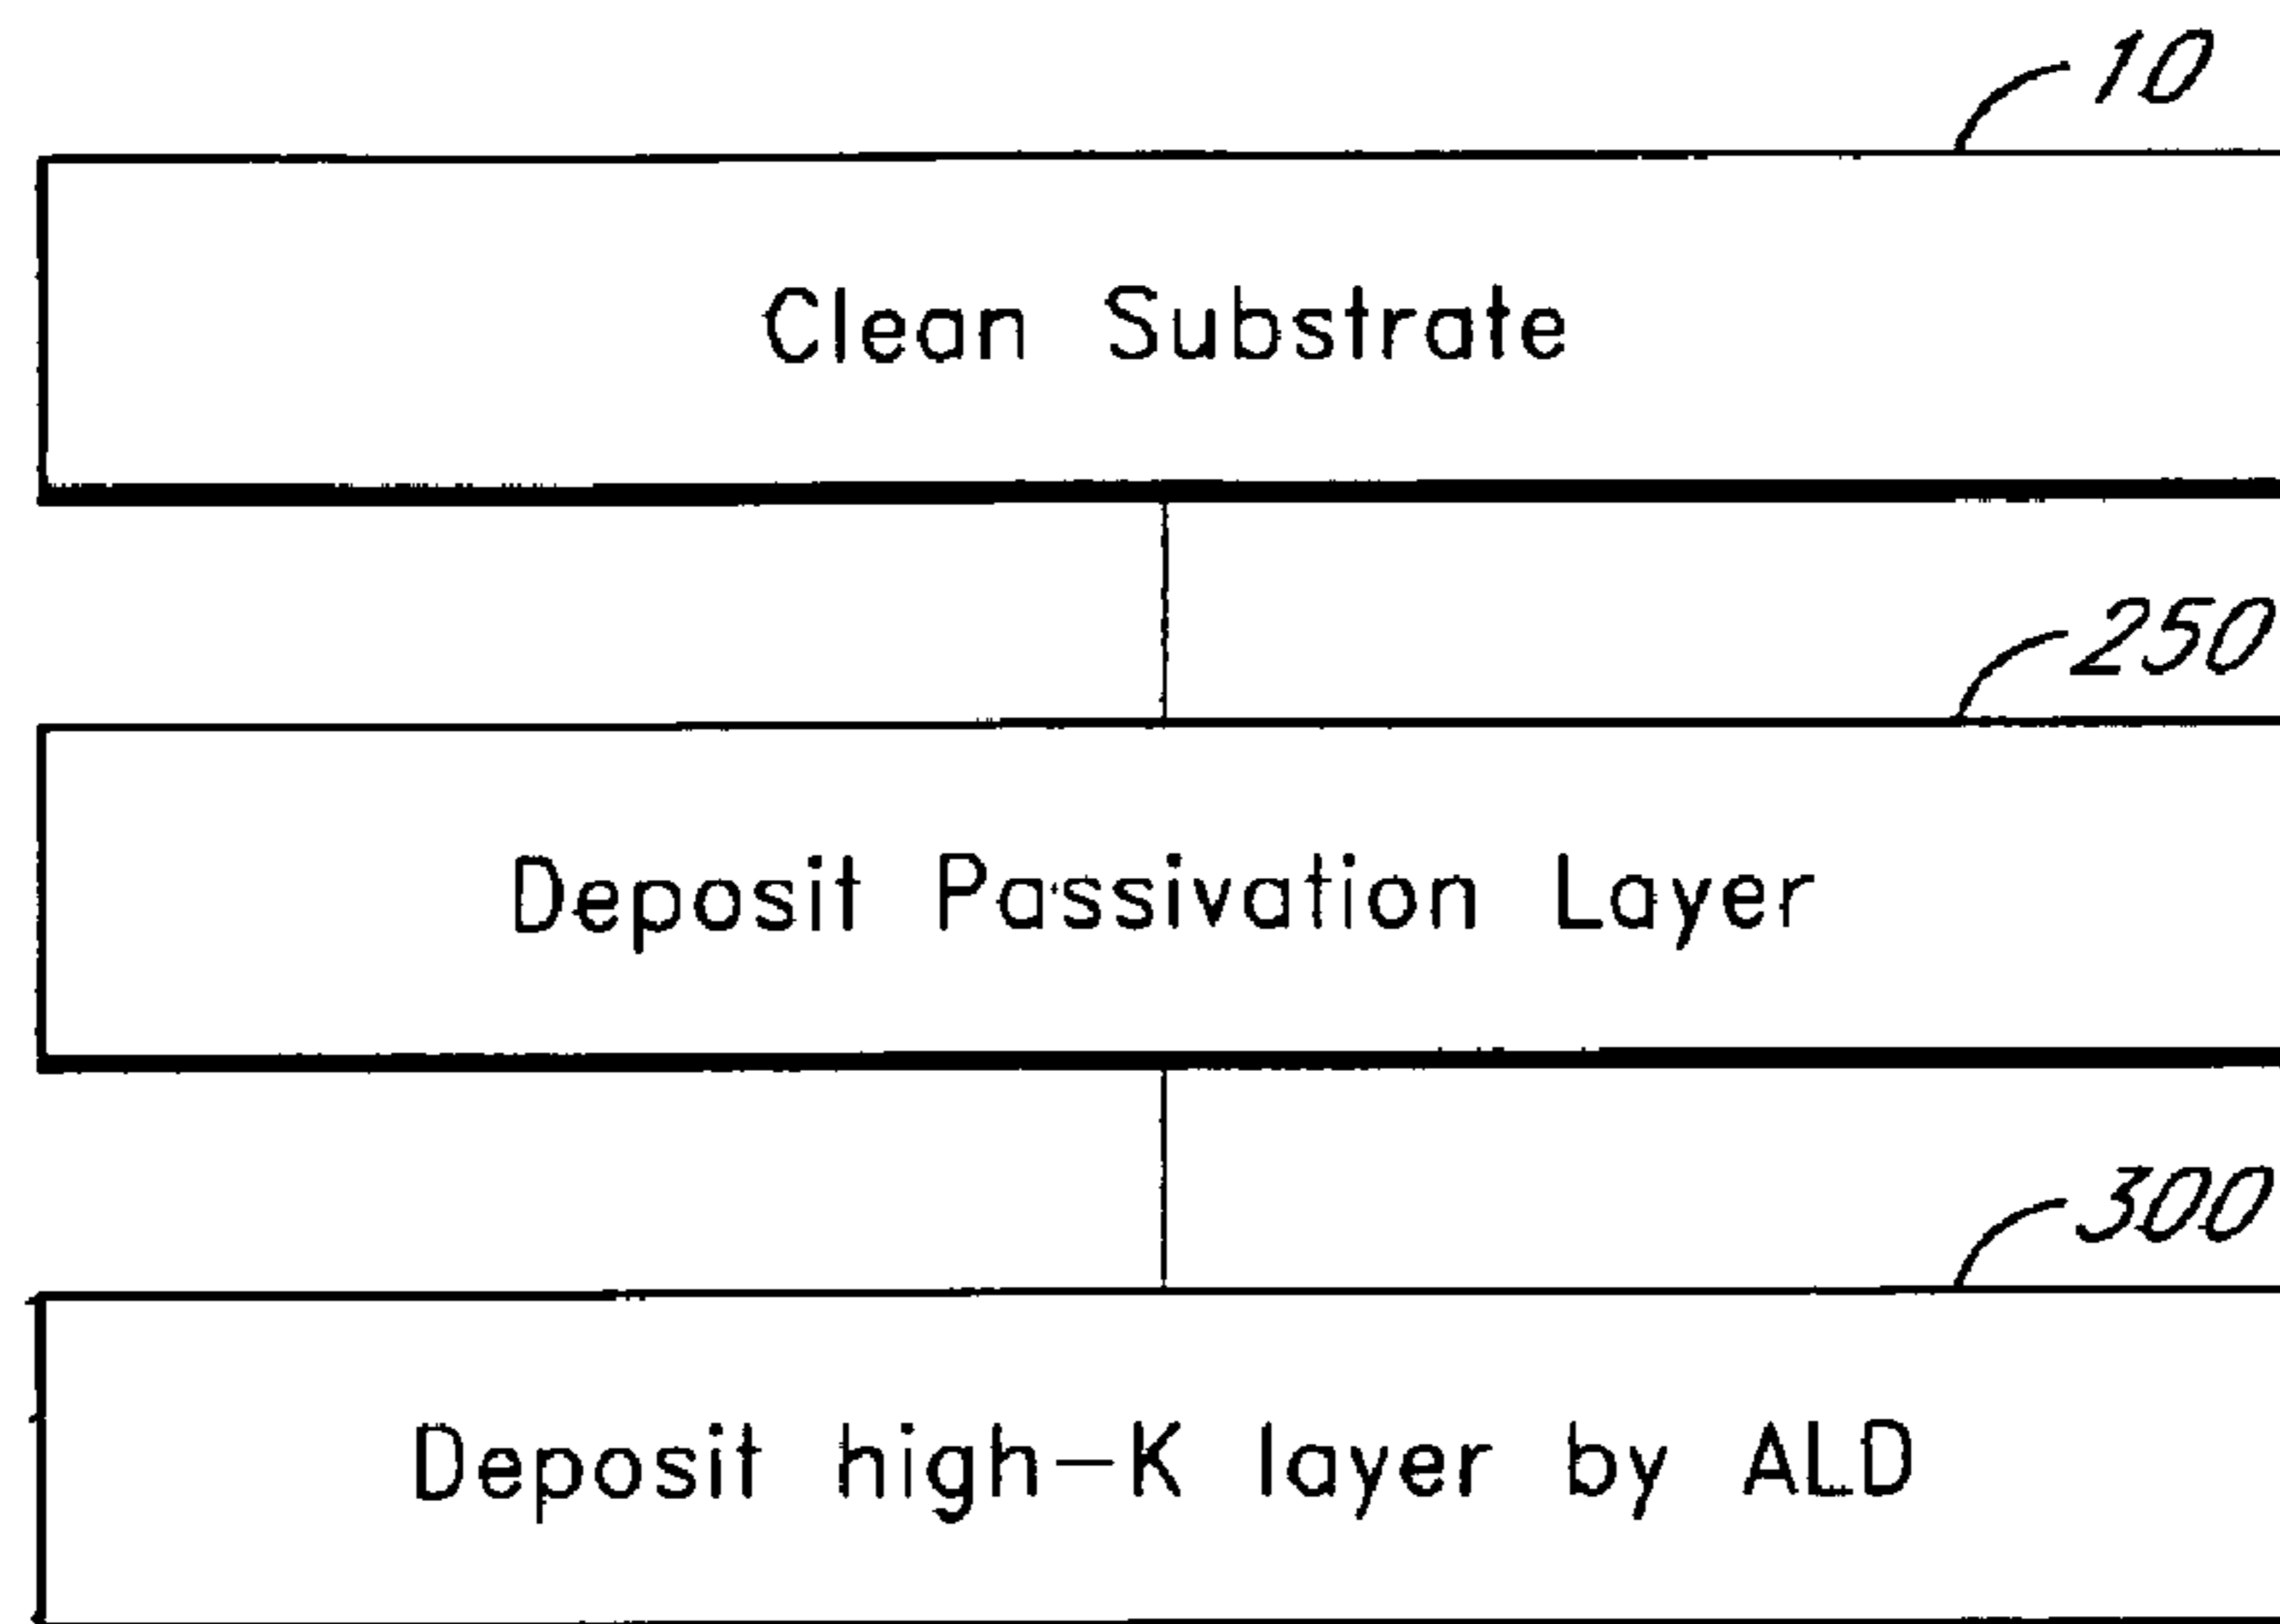 10
Clean Substrate
250
Deposit Passivation Layer
300
Deposit high-K layer by ALD